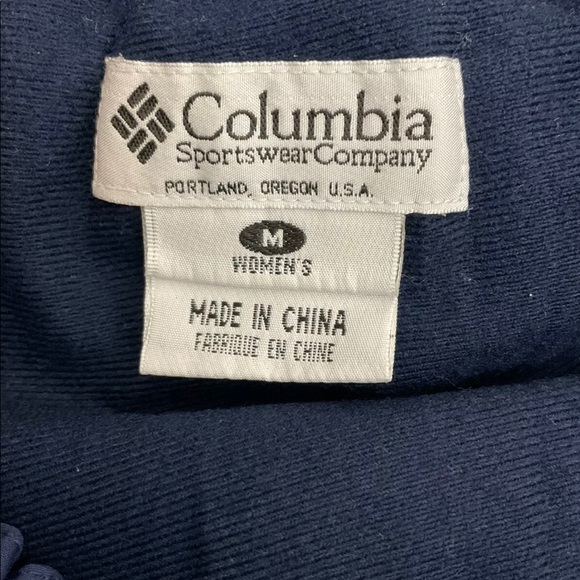 Columbia
SportswearCompany
PORTLAND, OREGON U.S.A.
M
WOMEN'S
MADE IN CHINA
FABRIQUE EN CHINE